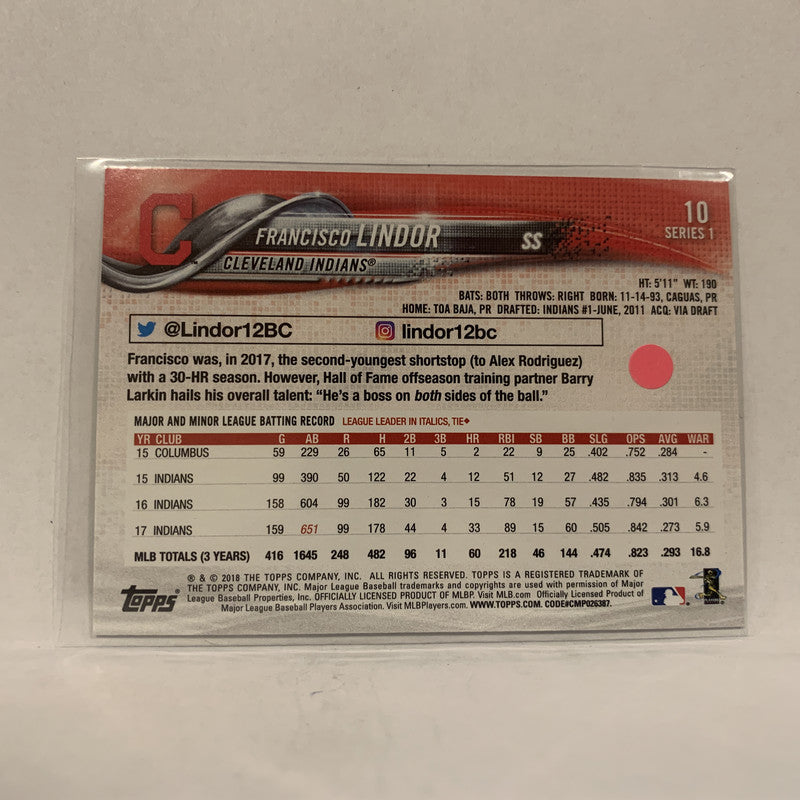 C
10
SERIES 1
FRANCISCO LINDOR SS
CLEVELAND INDIANS®
HT: 5'11" WT: 190
BATS: BOTH THROWS: RIGHT BORN: 11-14-93, CAGUAS, PR
HOME: TOA BAJA, PR DRAFTED: INDIANS #1-JUNE, 2011 ACQ: VIA DRAFT
@Lindor12BC lindor12bc
Francisco was, in 2017, the second-youngest shortstop (to Alex Rodriguez)
with a 30-HR season. However, Hall of Fame offseason training partner Barry
Larkin hails his overall talent: “He's a boss on both sides of the ball.”
MAJOR AND MINOR LEAGUE BATTING RECORD LEAGUE LEADER IN ITALICS, TIE◆
YR CLUB G AB R H 2B 3B HR RBI SB BB SLG OPS AVG WAR
15 COLUMBUS 59 229 26 65 11 5 2 22 9 25 .402 .752 .284 -
15 INDIANS 99 390 50 122 22 4 12 51 12 27 .482 .835 .313 4.6
16 INDIANS 158 604 99 182 30 3 15 78 19 57 .435 .794 .301 6.3
17 INDIANS 159 651 99 178 44 4 33 89 15 60 .505 .842 .273 5.9
MLB TOTALS (3 YEARS) 416 1645 248 482 96 11 60 218 46 144 .474 .823 .293 16.8
Topps
® & © 2018 THE TOPPS COMPANY, INC. ALL RIGHTS RESERVED. TOPPS IS A REGISTERED TRADEMARK OF
THE TOPPS COMPANY, INC. Major League Baseball trademarks and copyrights are used with permission of Major
League Baseball Properties, Inc. OFFICIALLY LICENSED PRODUCT OF MLBP. Visit MLB.com Officially Licensed Product of
Major League Baseball Players Association. Visit MLBPlayers.com. WWW.TOPPS.COM. CODE#CMP026387.